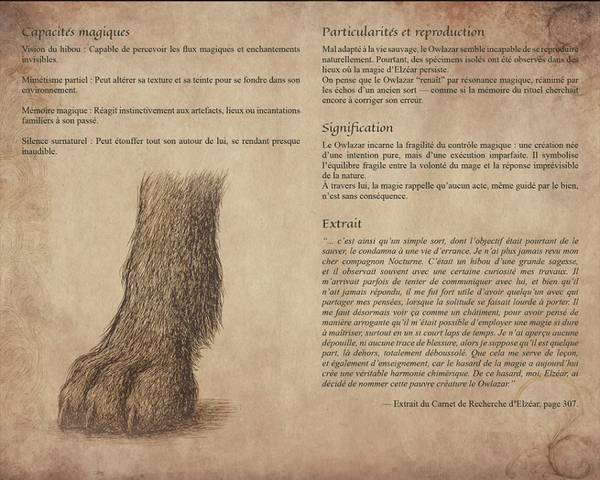 Capacités magiques
Vision du hibou : Capable de percevoir les flux magiques et enchantements
invisibles.
Mimétisme partiel : Peut altérer sa texture et sa teinte pour se fondre dans son
environnement.
Mémoire magique : Réagit instinctivement aux artefacts, lieux ou incantations
familiers à son passé.
Silence surnaturel : Peut étouffer tout son autour de lui, se rendant presque
inaudible.
Particularités et reproduction
Mal adapté à la vie sauvage, le Owlazar semble incapable de se reproduire
naturellement. Pourtant, des spécimens isolés ont été observés dans des
lieux où la magie d'Elzéar persiste.
On pense que le Owlazar “renaît” par résonance magique, réanimé par
les échos d'un ancien sort — comme si la mémoire du rituel cherchait
encore à corriger son erreur.
Signification
Le Owlazar incarne la fragilité du contrôle magique : une création née
d'une intention pure, mais d'une exécution imparfaite. Il symbolise
l'équilibre fragile entre la volonté du mage et la réponse imprévisible
de la nature.
À travers lui, la magie rappelle qu'aucun acte, même guidé par le bien,
n'est sans conséquence.
Extrait
“... c'est ainsi qu'un simple sort, dont l'objectif était pourtant de le
sauver, le condamna à une vie d'errance. Je n'ai plus jamais revu mon
cher compagnon Nocturne. C'était un hibou d'une grande sagesse,
et il observait souvent avec une certaine curiosité mes travaux. Il
m'arrivait parfois de tenter de communiquer avec lui, et bien qu'il
n'ait jamais répondu, il me fut fort utile d'avoir quelqu'un avec qui
partager mes pensées, lorsque la solitude se faisait lourde à porter. Il
me faut désormais voir ça comme un châtiment, pour avoir pensé de
manière arrogante qu'il m'était possible d'employer une magie si dure
à maîtriser, surtout en un si court laps de temps. Je n'ai aperçu aucune
dépouille, ni aucune trace de blessure, alors je suppose qu'il est quelque
part, là dehors, totalement déboussolé. Que cela me serve de leçon,
et également d'enseignement, car le hasard de la magie a aujourd'hui
crée une véritable harmonie chimérique. De ce hasard, moi, Elzéar, ai
décidé de nommer cette pauvre créature le Owlazar.”
— Extrait du Carnet de Recherche d'Elzéar, page 307.